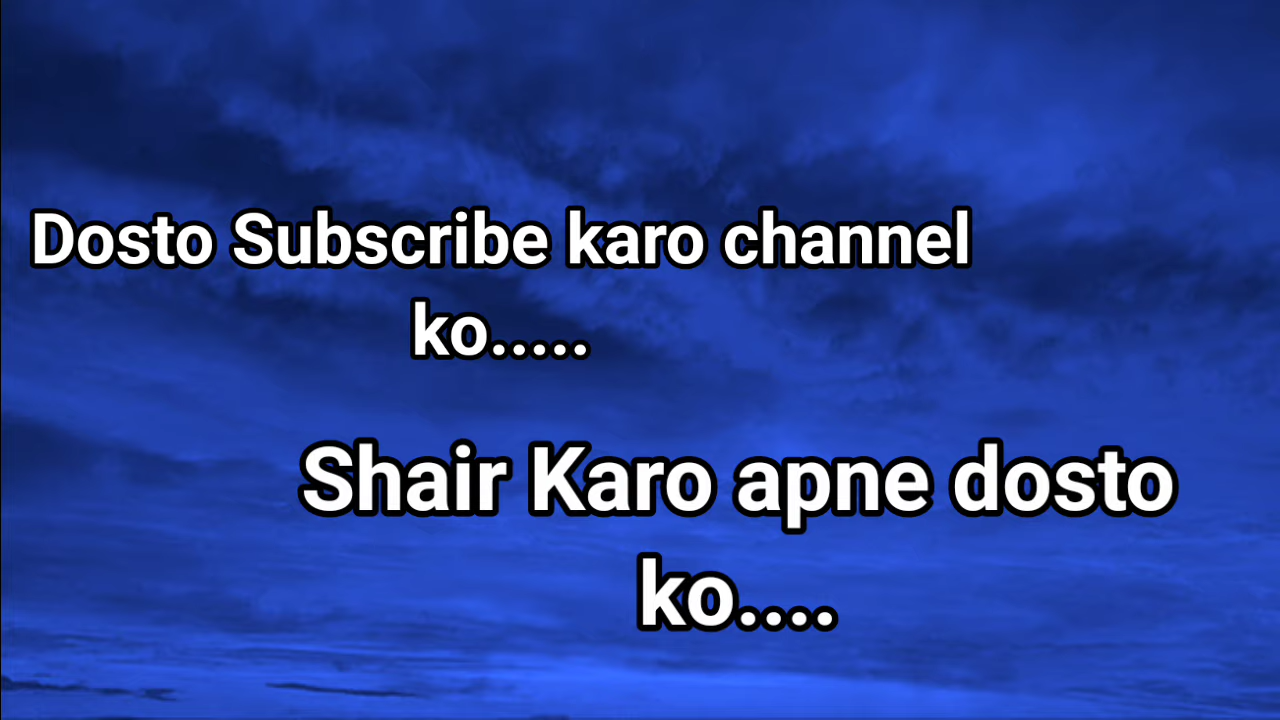 Dosto Subscribe karo channel
ko.....
Shair Karo apne dosto
ko....